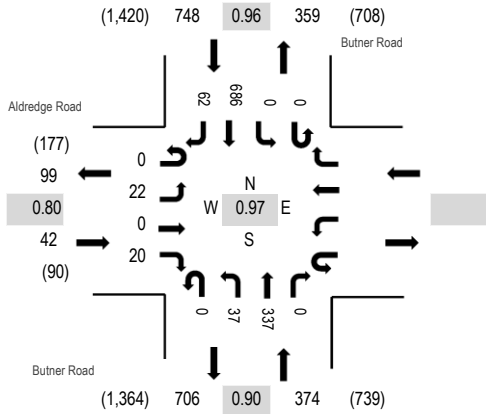 (1,420) 748 0.96 359 (708)
Butner Road
Aldredge Road
62 686 0 0
(177)
99
0.80
42
(90)
0
22
0
20
N
W 0.97 E
S
0 37 337 0
Butner Road
(1,364) 706 0.90 374 (739)